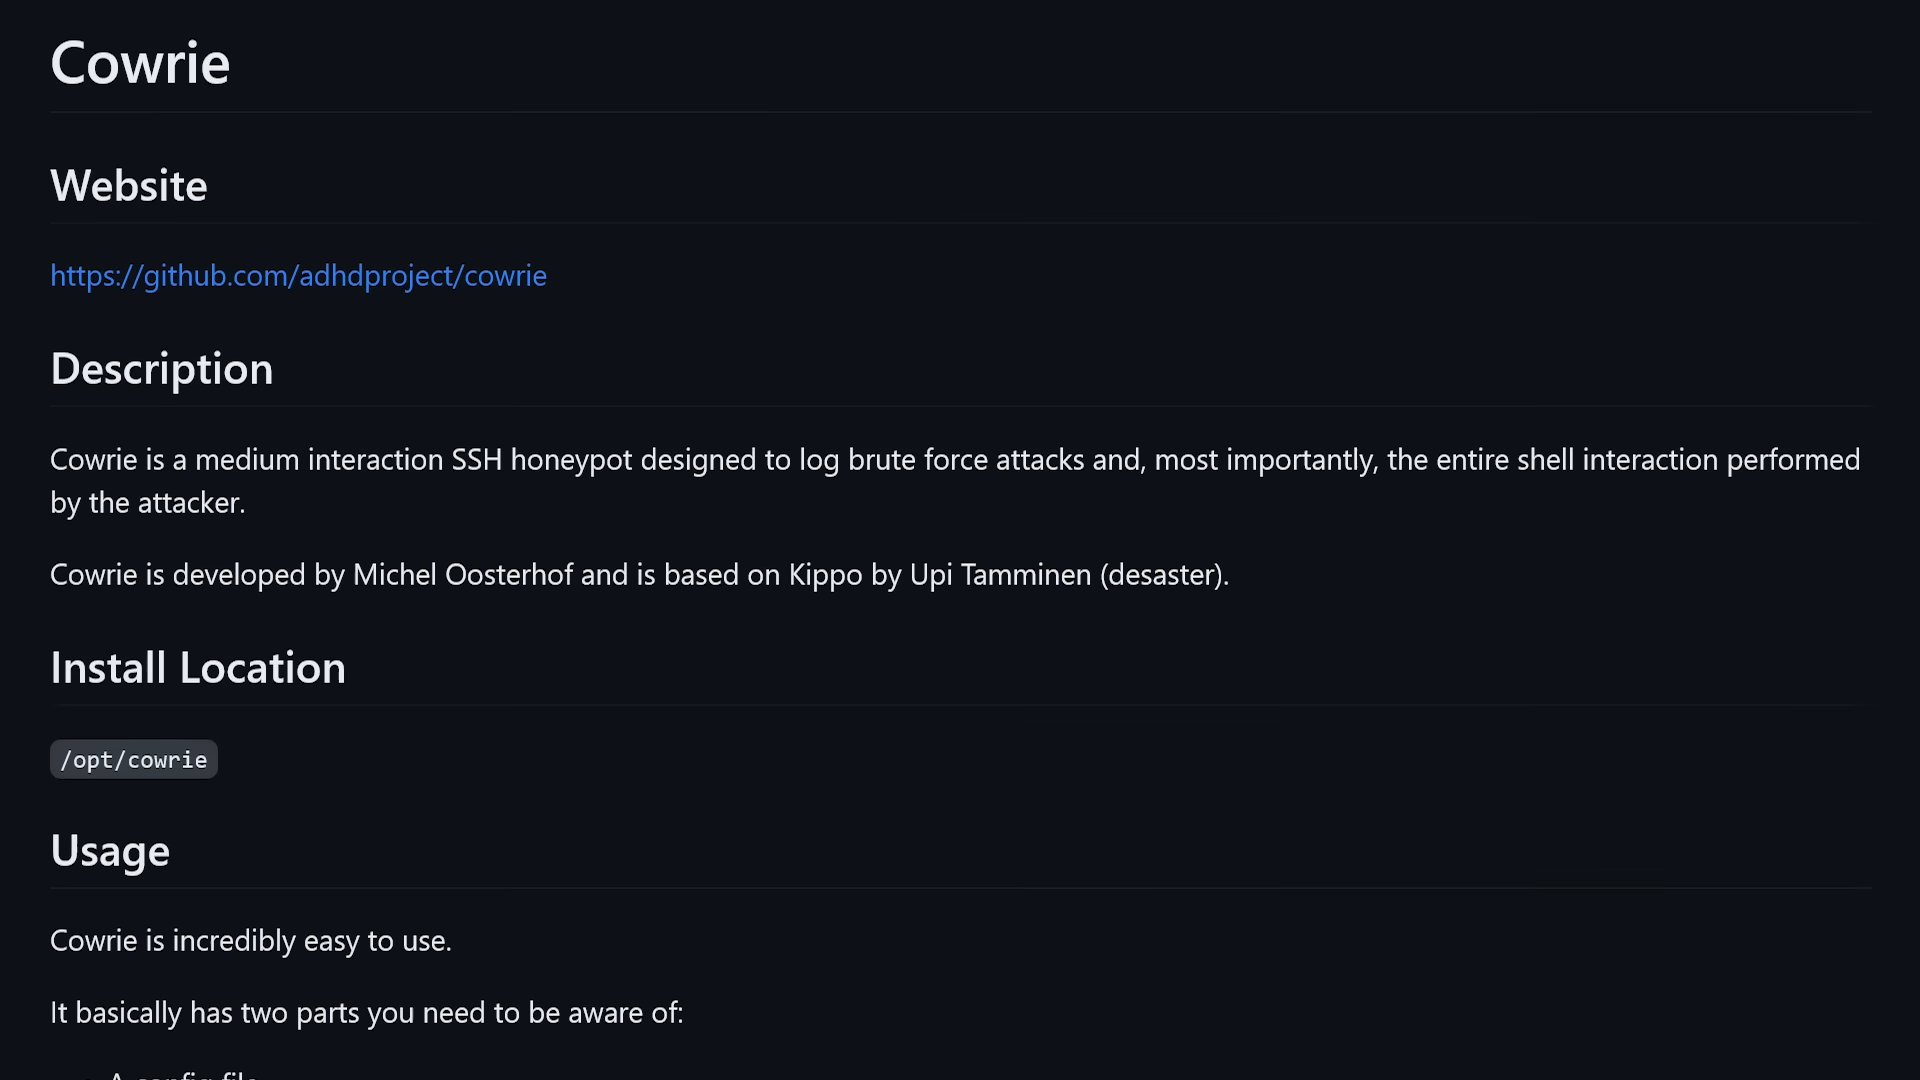 Cowrie
Website
https://github.com/adhdproject/cowrie
Description
Cowrie is a medium interaction SSH honeypot designed to log brute force attacks and, most importantly, the entire shell interaction performed
by the attacker.
Cowrie is developed by Michel Oosterhof and is based on Kippo by Upi Tamminen (desaster).
Install Location
/opt/cowrie
Usage
Cowrie is incredibly easy to use.
It basically has two parts you need to be aware of:
A config file